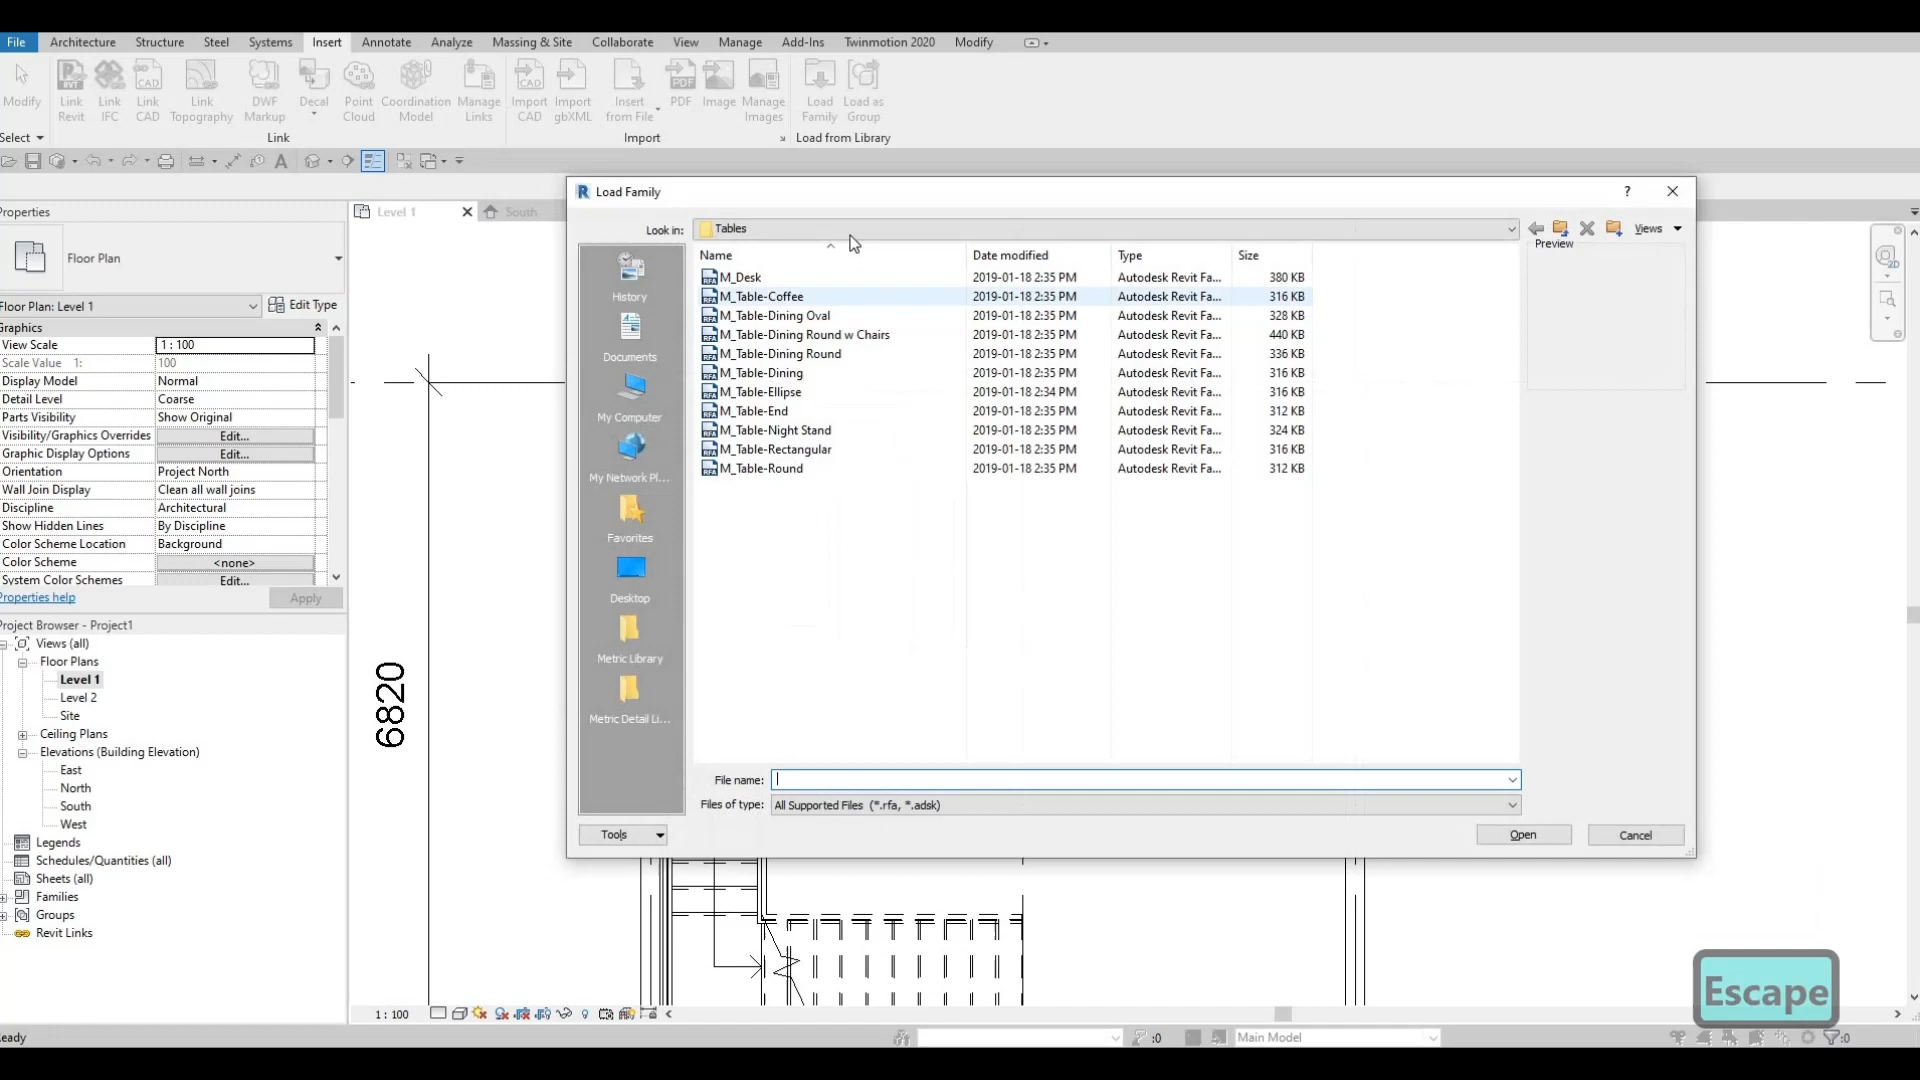 File Architecture Structure Steel Systems Insert Annotate Analyze Massing & Site Collaborate View Manage Add-Ins Twinmotion 2020 Modify
Modify
Link Revit
Link IFC
Link CAD
Link Topography
DWF Markup
Decal
Point Cloud
Coordination Model
Manage Links
Import CAD
Import gbXML
Insert from File
PDF
Image
Manage Images
Load Family
Load as Group
Select
Link
Import
Load from Library
Properties
Floor Plan
Floor Plan: Level 1
Edit Type
Graphics
View Scale 1 : 100
Scale Value 1: 100
Display Model Normal
Detail Level Coarse
Parts Visibility Show Original
Visibility/Graphics Overrides Edit...
Graphic Display Options Edit...
Orientation Project North
Wall Join Display Clean all wall joins
Discipline Architectural
Show Hidden Lines By Discipline
Color Scheme Location Background
Color Scheme <none>
System Color Schemes Edit...
Properties help
Apply
Project Browser - Project1
Views (all)
Floor Plans
Level 1
Level 2
Site
Ceiling Plans
Elevations (Building Elevation)
East
North
South
West
Legends
Schedules/Quantities (all)
Sheets (all)
Families
Groups
Revit Links
Level 1
South
6820
Load Family
Look in: Tables
Views
Preview
History
Documents
My Computer
My Network Pl...
Favorites
Desktop
Metric Library
Metric Detail Li...
Name Date modified Type Size
M_Desk 2019-01-18 2:35 PM Autodesk Revit Fa... 380 KB
M_Table-Coffee 2019-01-18 2:35 PM Autodesk Revit Fa... 316 KB
M_Table-Dining Oval 2019-01-18 2:35 PM Autodesk Revit Fa... 328 KB
M_Table-Dining Round w Chairs 2019-01-18 2:35 PM Autodesk Revit Fa... 440 KB
M_Table-Dining Round 2019-01-18 2:35 PM Autodesk Revit Fa... 336 KB
M_Table-Dining 2019-01-18 2:35 PM Autodesk Revit Fa... 316 KB
M_Table-Ellipse 2019-01-18 2:34 PM Autodesk Revit Fa... 316 KB
M_Table-End 2019-01-18 2:35 PM Autodesk Revit Fa... 312 KB
M_Table-Night Stand 2019-01-18 2:35 PM Autodesk Revit Fa... 324 KB
M_Table-Rectangular 2019-01-18 2:35 PM Autodesk Revit Fa... 316 KB
M_Table-Round 2019-01-18 2:35 PM Autodesk Revit Fa... 312 KB
File name:
Files of type: All Supported Files (*.rfa, *.adsk)
Tools
Open
Cancel
Escape
1 : 100
eady
:0
Main Model
:0